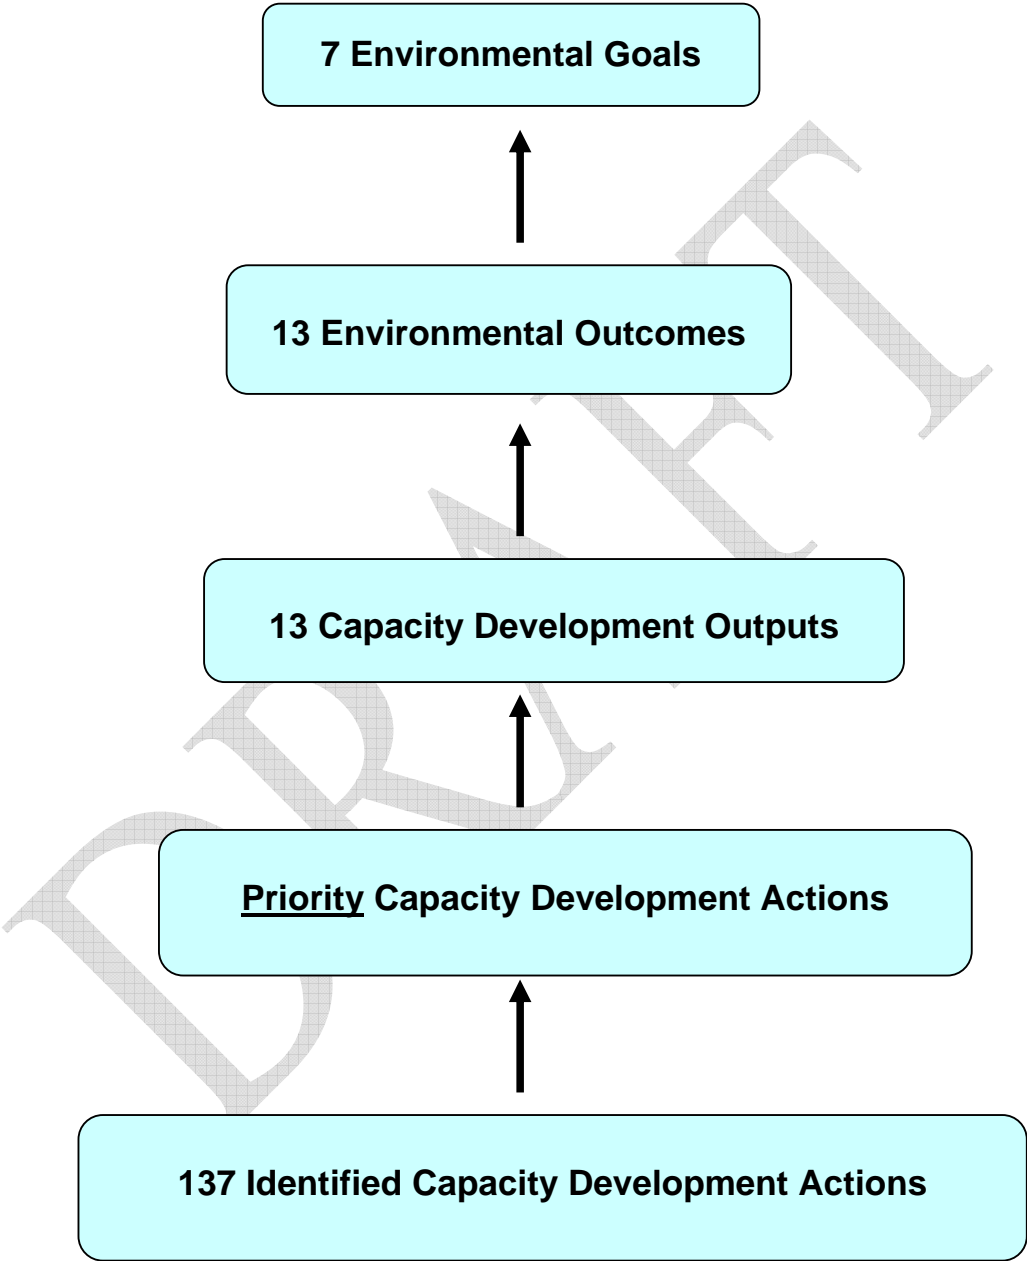 7 Environmental Goals
13 Environmental Outcomes
13 Capacity Development Outputs
Priority Capacity Development Actions
137 Identified Capacity Development Actions
DRAFT